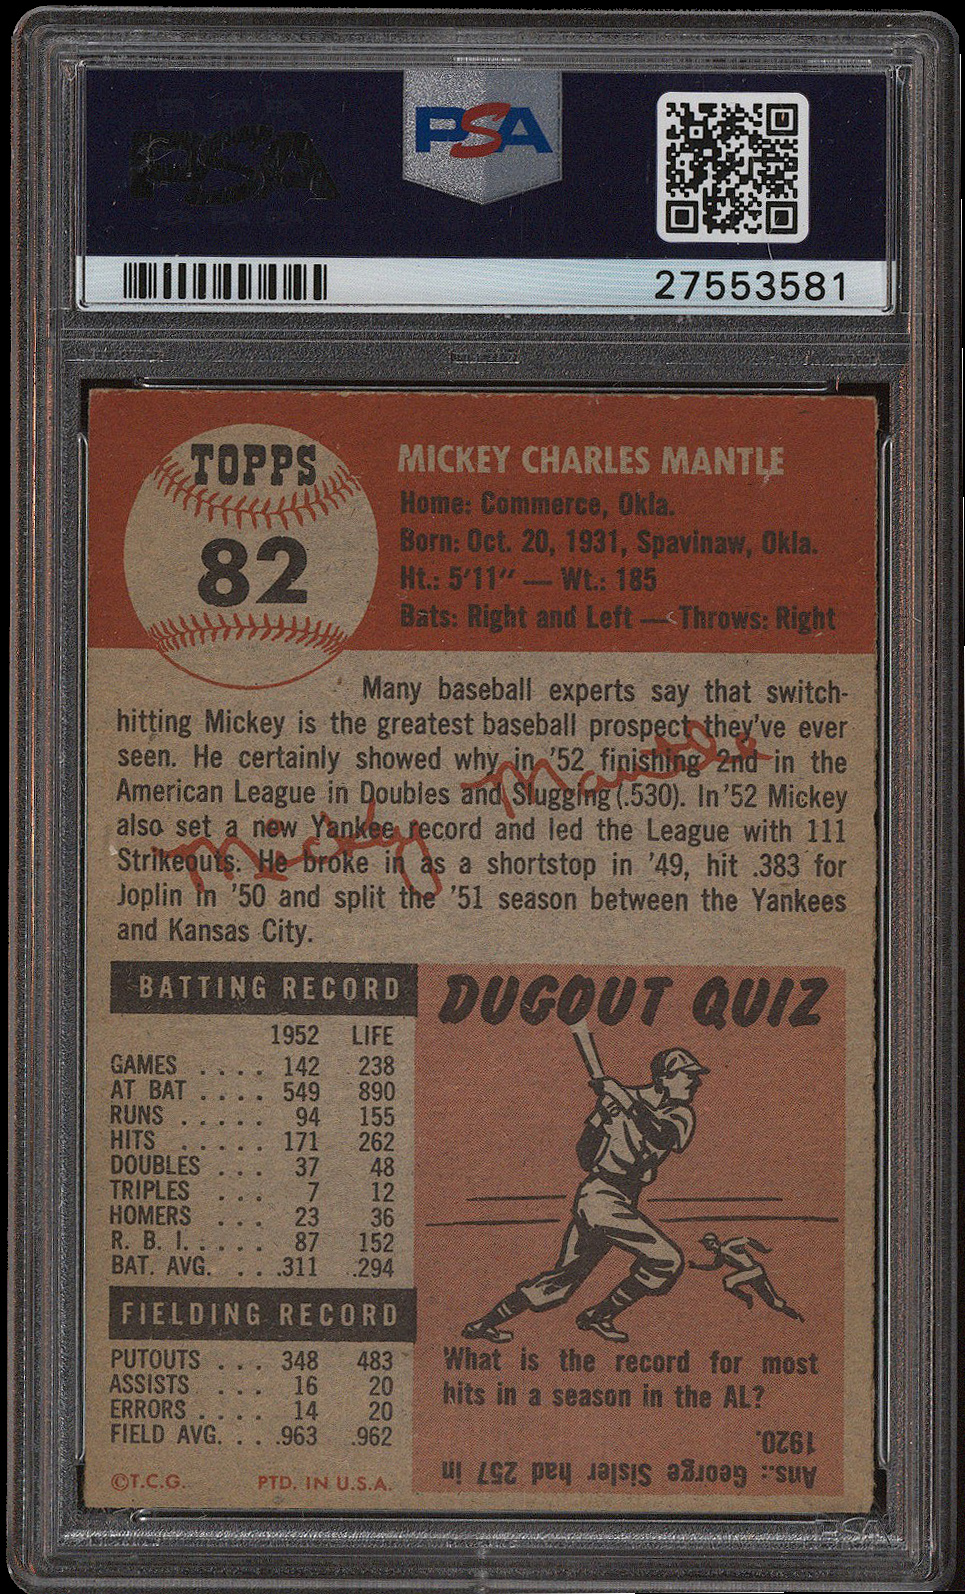 PSA
27553581
TOPPS
82
MICKEY CHARLES MANTLE
Home: Commerce, Okla.
Born: Oct. 20, 1931, Spavinaw, Okla.
Ht.: 5'11" — Wt.: 185
Bats: Right and Left — Throws: Right
Many baseball experts say that switch-
hitting Mickey is the greatest baseball prospect they've ever
seen. He certainly showed why in '52 finishing 2nd in the
American League in Doubles and Slugging (.530). In '52 Mickey
also set a new Yankee record and led the League with 111
Strikeouts. He broke in as a shortstop in '49, hit .383 for
Joplin in '50 and split the '51 season between the Yankees
and Kansas City.
Mickey Mantle
BATTING RECORD
1952 LIFE
GAMES . . . . 142 238
AT BAT . . . . 549 890
RUNS . . . . . 94 155
HITS . . . . . 171 262
DOUBLES . . . 37 48
TRIPLES . . . 7 12
HOMERS . . . 23 36
R. B. I. . . . . 87 152
BAT. AVG. . . .311 .294
FIELDING RECORD
PUTOUTS . . . 348 483
ASSISTS . . . 16 20
ERRORS . . . . 14 20
FIELD AVG. . . .963 .962
©T.C.G. PTD. IN U.S.A.
DUGOUT QUIZ
What is the record for most
hits in a season in the AL?
Ans.: George Sisler had 257 in
1920.